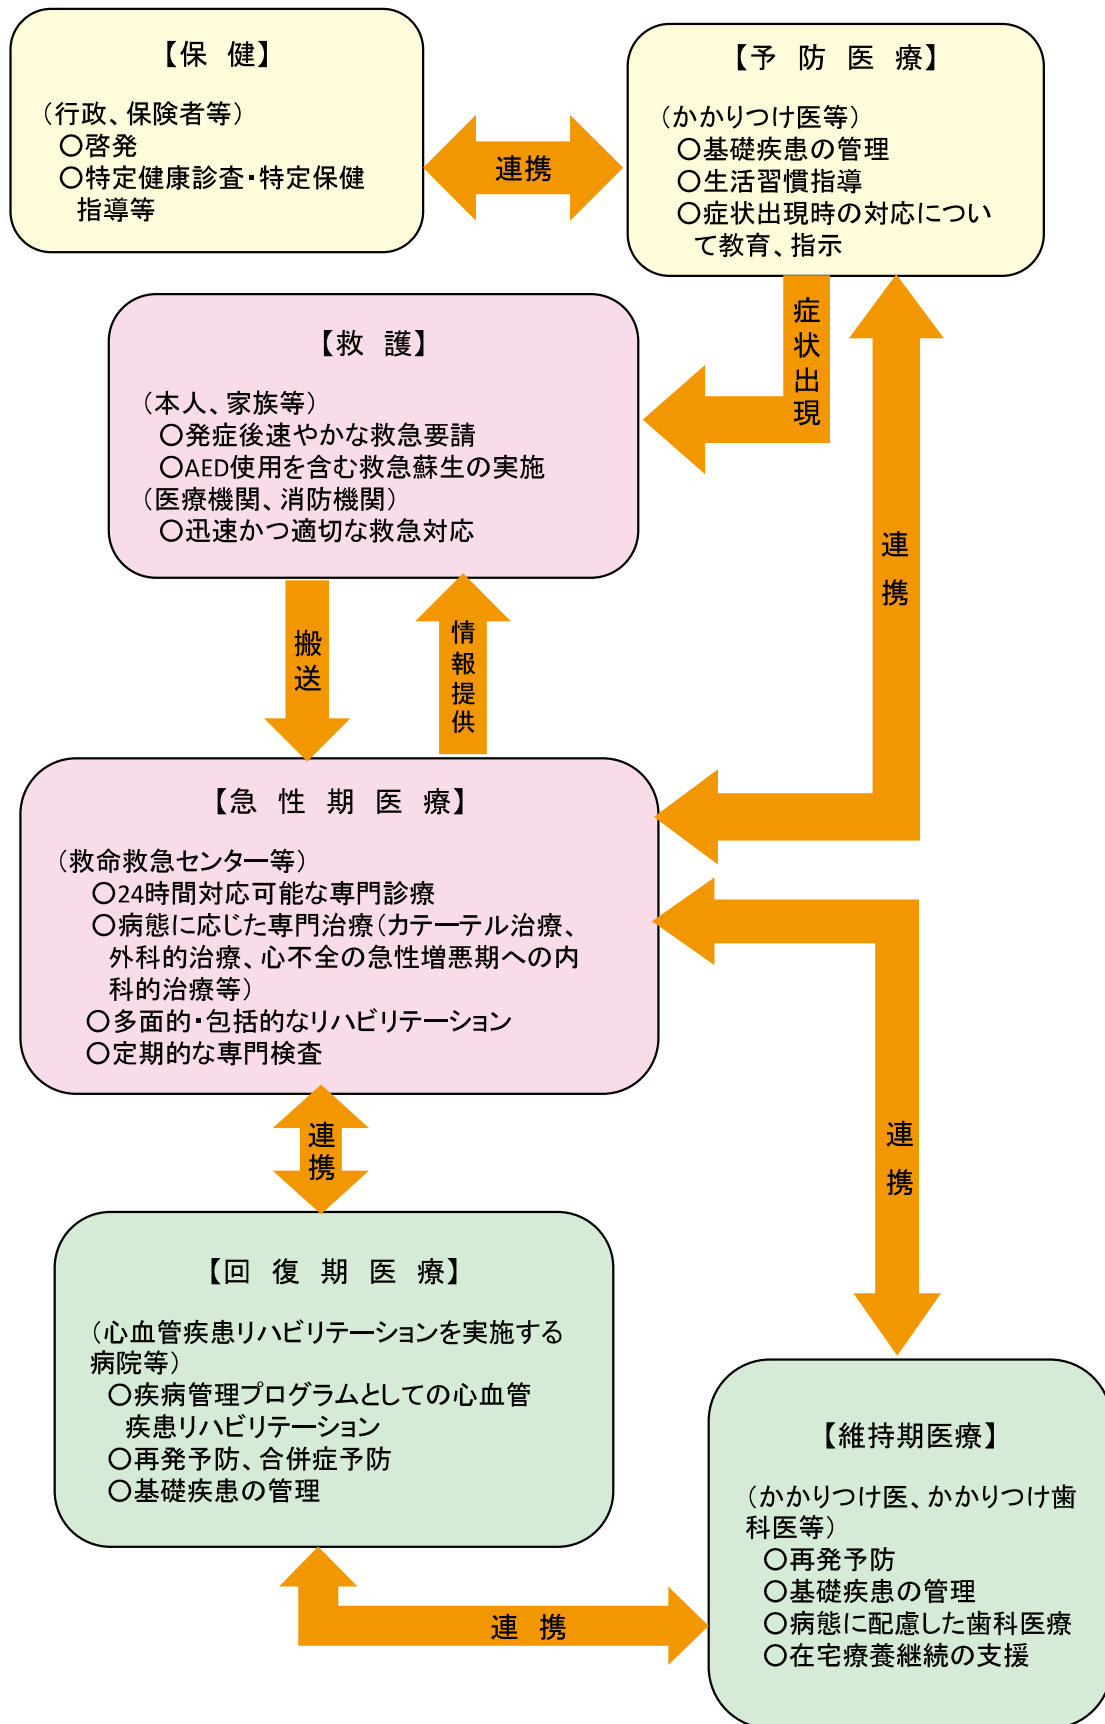 【保　健】
（行政、保険者等）
○啓発
○特定健康診査・特定保健
指導等
連携
【予　防　医　療】
（かかりつけ医等）
○基礎疾患の管理
○生活習慣指導
○症状出現時の対応につい
て教育、指示
症状出現
【救　護】
（本人、家族等）
○発症後速やかな救急要請
○AED使用を含む救急蘇生の実施
（医療機関、消防機関）
○迅速かつ適切な救急対応
連携
搬送
情報提供
【急　性　期　医　療】
（救命救急センター等）
○24時間対応可能な専門診療
○病態に応じた専門治療（カテーテル治療、
外科的治療、心不全の急性増悪期への内
科的治療等）
○多面的・包括的なリハビリテーション
○定期的な専門検査
連携
連携
【回　復　期　医　療】
（心血管疾患リハビリテーションを実施する
病院等）
○疾病管理プログラムとしての心血管
疾患リハビリテーション
○再発予防、合併症予防
○基礎疾患の管理
【維持期医療】
（かかりつけ医、かかりつけ歯
科医等）
○再発予防
○基礎疾患の管理
○病態に配慮した歯科医療
○在宅療養継続の支援
連　携